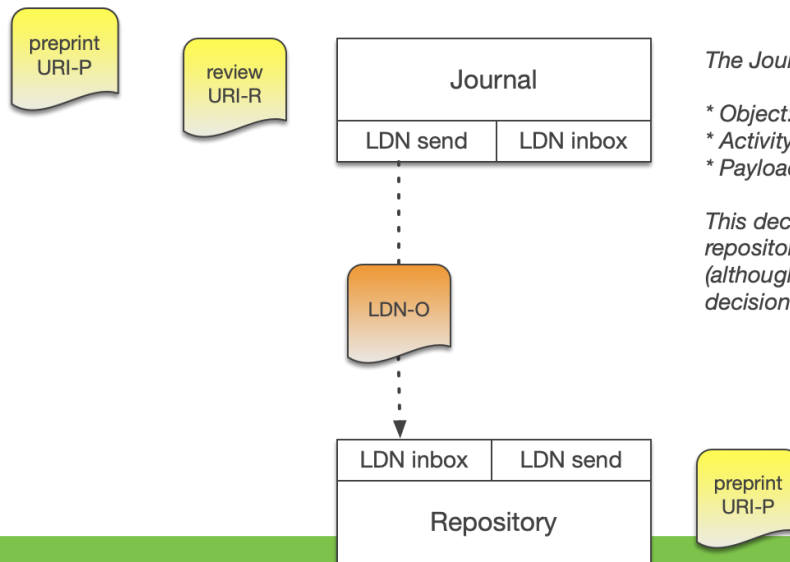 preprint
URI-P
review
URI-R
Journal
LDN send
LDN inbox
The Jour
* Object:
* Activity
* Payload
This dec
repositor
(although
decision
LDN-O
LDN inbox
LDN send
Repository
preprint
URI-P